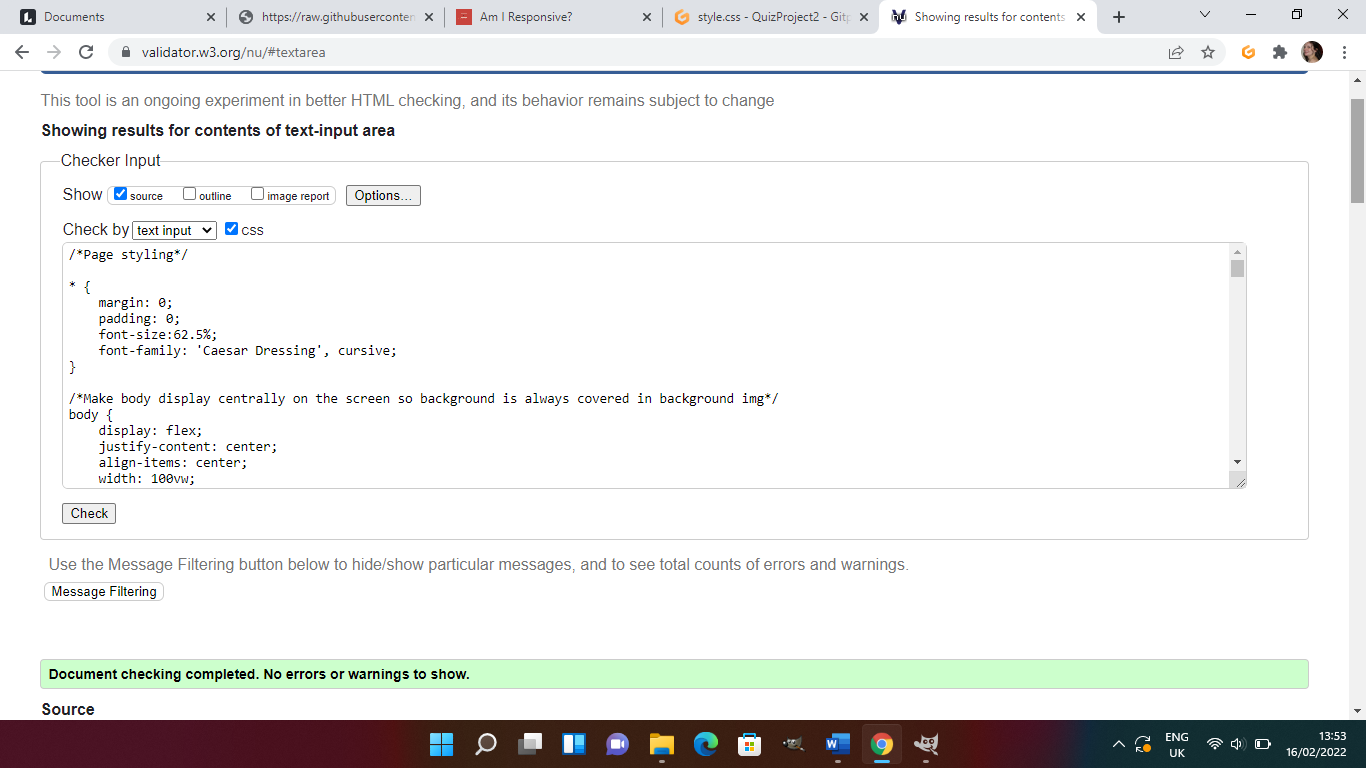 Documents
https://raw.githubusercontent
Am I Responsive?
style.css - QuizProject2 - Gitp
Showing results for contents
validator.w3.org/nu/#textarea
This tool is an ongoing experiment in better HTML checking, and its behavior remains subject to change
Showing results for contents of text-input area
Checker Input
Show source outline image report Options...
Check by text input css
/*Page styling*/
* {
margin: 0;
padding: 0;
font-size:62.5%;
font-family: 'Caesar Dressing', cursive;
}
/*Make body display centrally on the screen so background is always covered in background img*/
body {
display: flex;
justify-content: center;
align-items: center;
width: 100vw;
Check
Use the Message Filtering button below to hide/show particular messages, and to see total counts of errors and warnings.
Message Filtering
Document checking completed. No errors or warnings to show.
Source
ENG
UK
13:53
16/02/2022